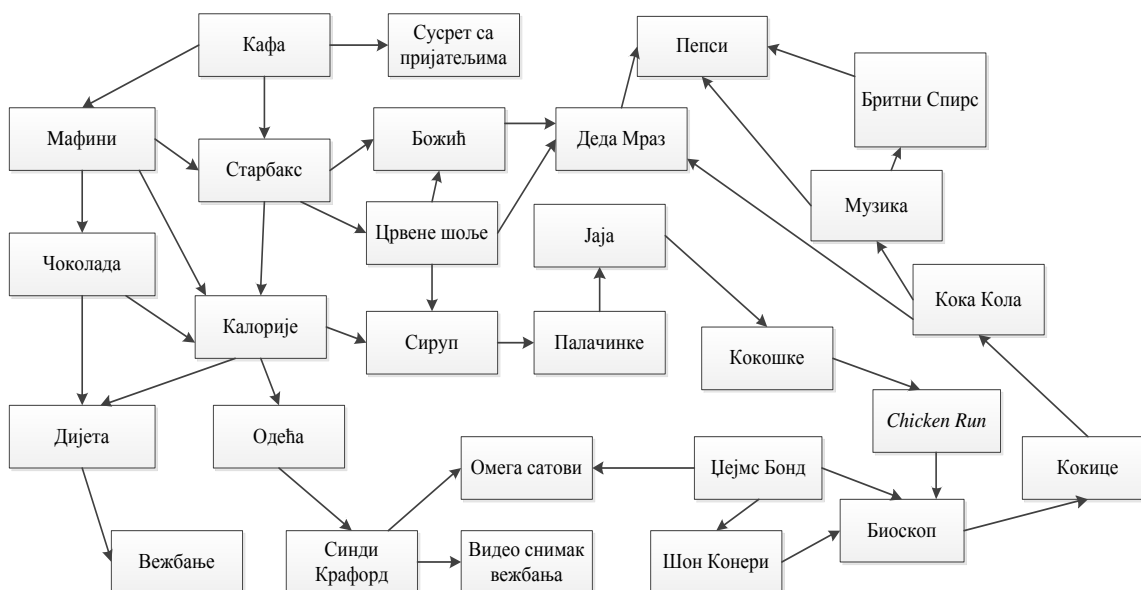 Кафа
Сусрет са
пријатељима
Пепси
Бритни Спирс
Мафини
Старбакс
Божић
Деда Мраз
Музика
Црвене шоље
Јаја
Чоколада
Кока Кола
Калорије
Сируп
Палачинке
Кокошке
Дијета
Одећа
Chicken Run
Омега сатови
Џејмс Бонд
Кокице
Биоскоп
Вежбање
Синди
Крафорд
Видео снимак
вежбања
Шон Конери